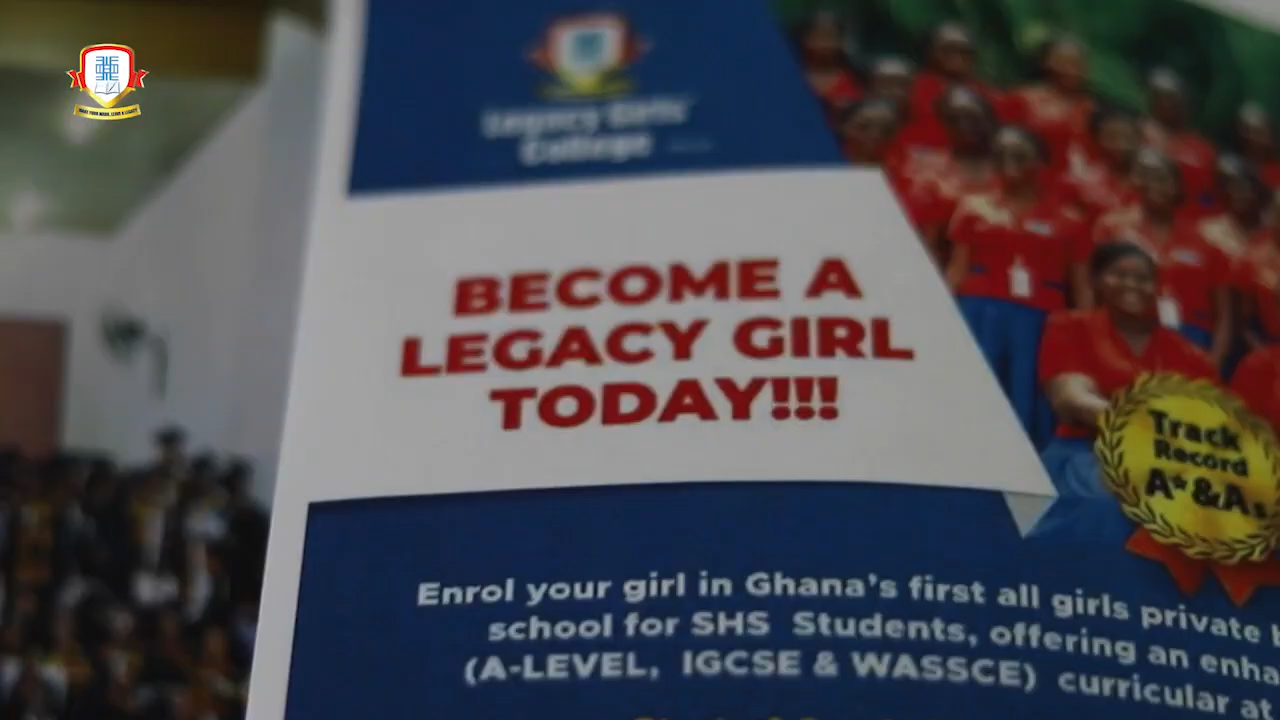 Legacy Girls'
College
BECOME A
LEGACY GIRL
TODAY!!!
Track
Record
A* & A
Enrol your girl in Ghana's first all girls private
school for SHS Students, offering an
(A-LEVEL, IGCSE & WASSCE) curricular at